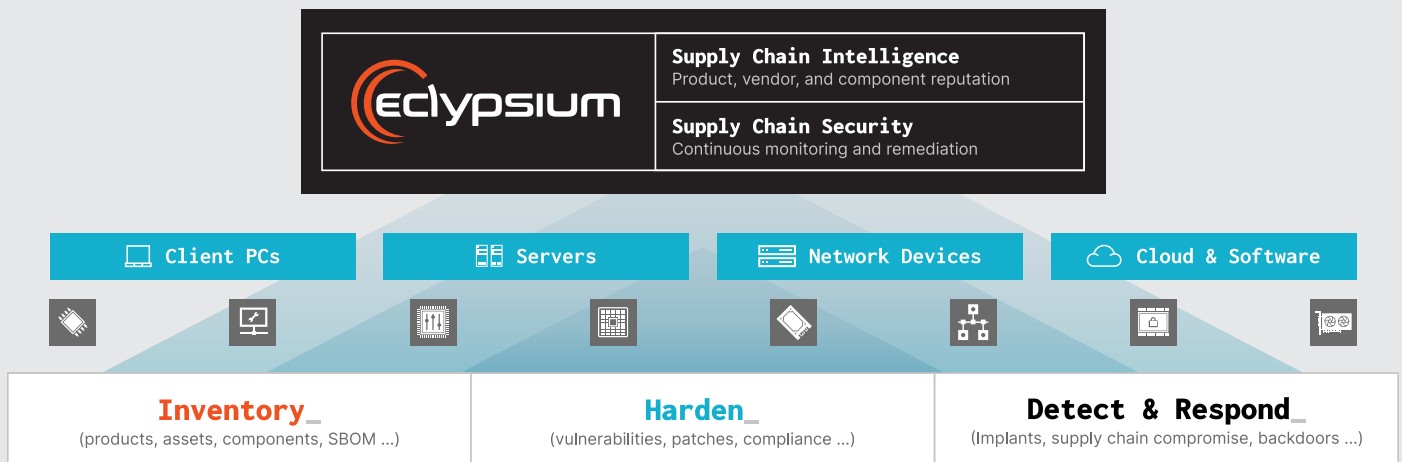 eclypsium
Supply Chain Intelligence
Product, vendor, and component reputation
Supply Chain Security
Continuous monitoring and remediation
Client PCs
Servers
Network Devices
Cloud & Software
Inventory_
(products, assets, components, SBOM ...)
Harden_
(vulnerabilities, patches, compliance ...)
Detect & Respond_
(Implants, supply chain compromise, backdoors ...)